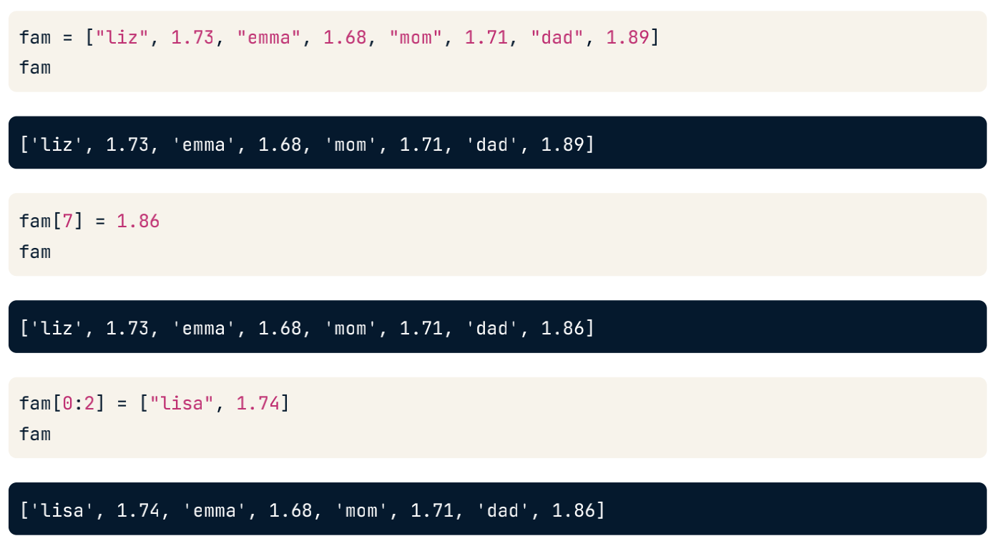 fam = ["liz", 1.73, "emma", 1.68, "mom", 1.71, "dad", 1.89]
fam
['liz', 1.73, 'emma', 1.68, 'mom', 1.71, 'dad', 1.89]
fam[7] = 1.86
fam
['liz', 1.73, 'emma', 1.68, 'mom', 1.71, 'dad', 1.86]
fam[0:2] = ["lisa", 1.74]
fam
['lisa', 1.74, 'emma', 1.68, 'mom', 1.71, 'dad', 1.86]